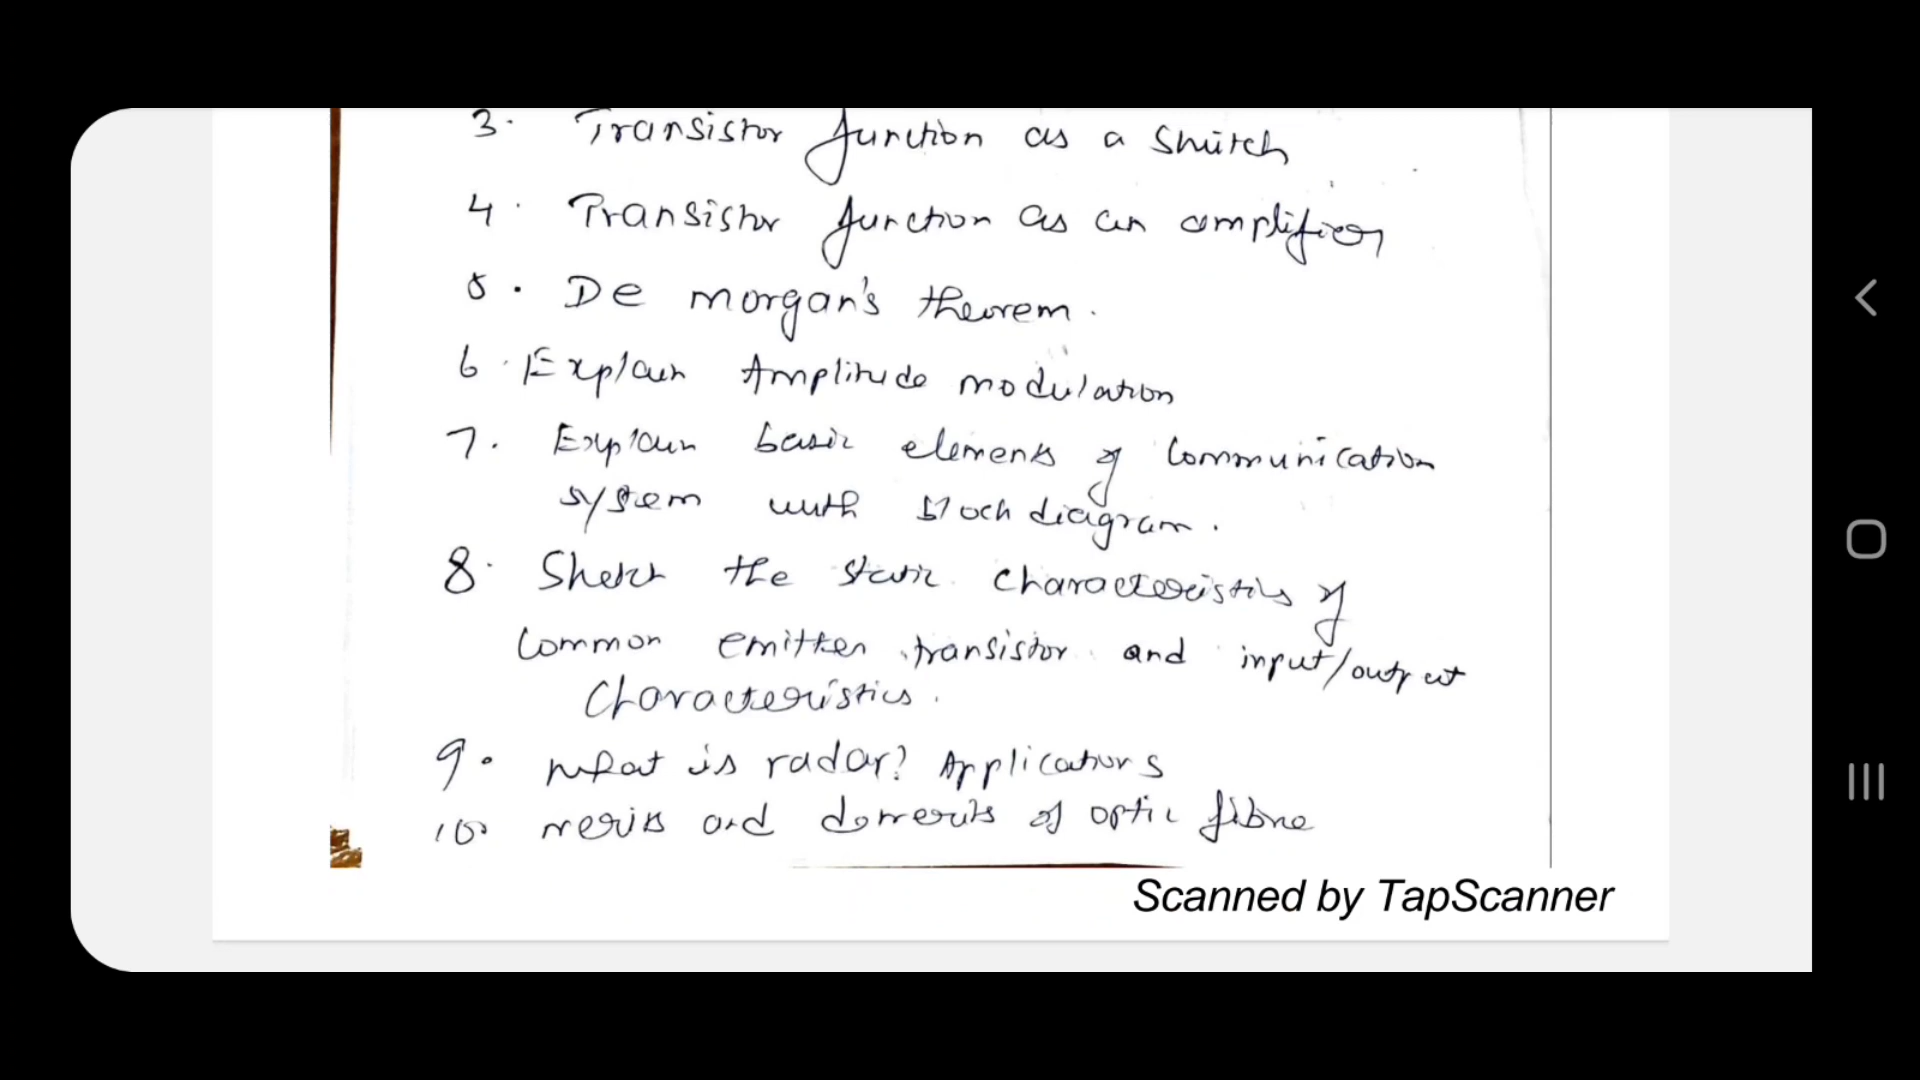 3. Transistor function as a switch
4. Transistor function as an amplifier
5. De morgan's theorem.
6. Explain Amplitude modulation
7. Explain basic elements of Communication
system with block diagram.
8. Sketch the static characteristics of
Common emitter transistor and input/output
Characteristics.
9. What is radar? Applications
10 merits and demerits of optic fibre
Scanned by TapScanner